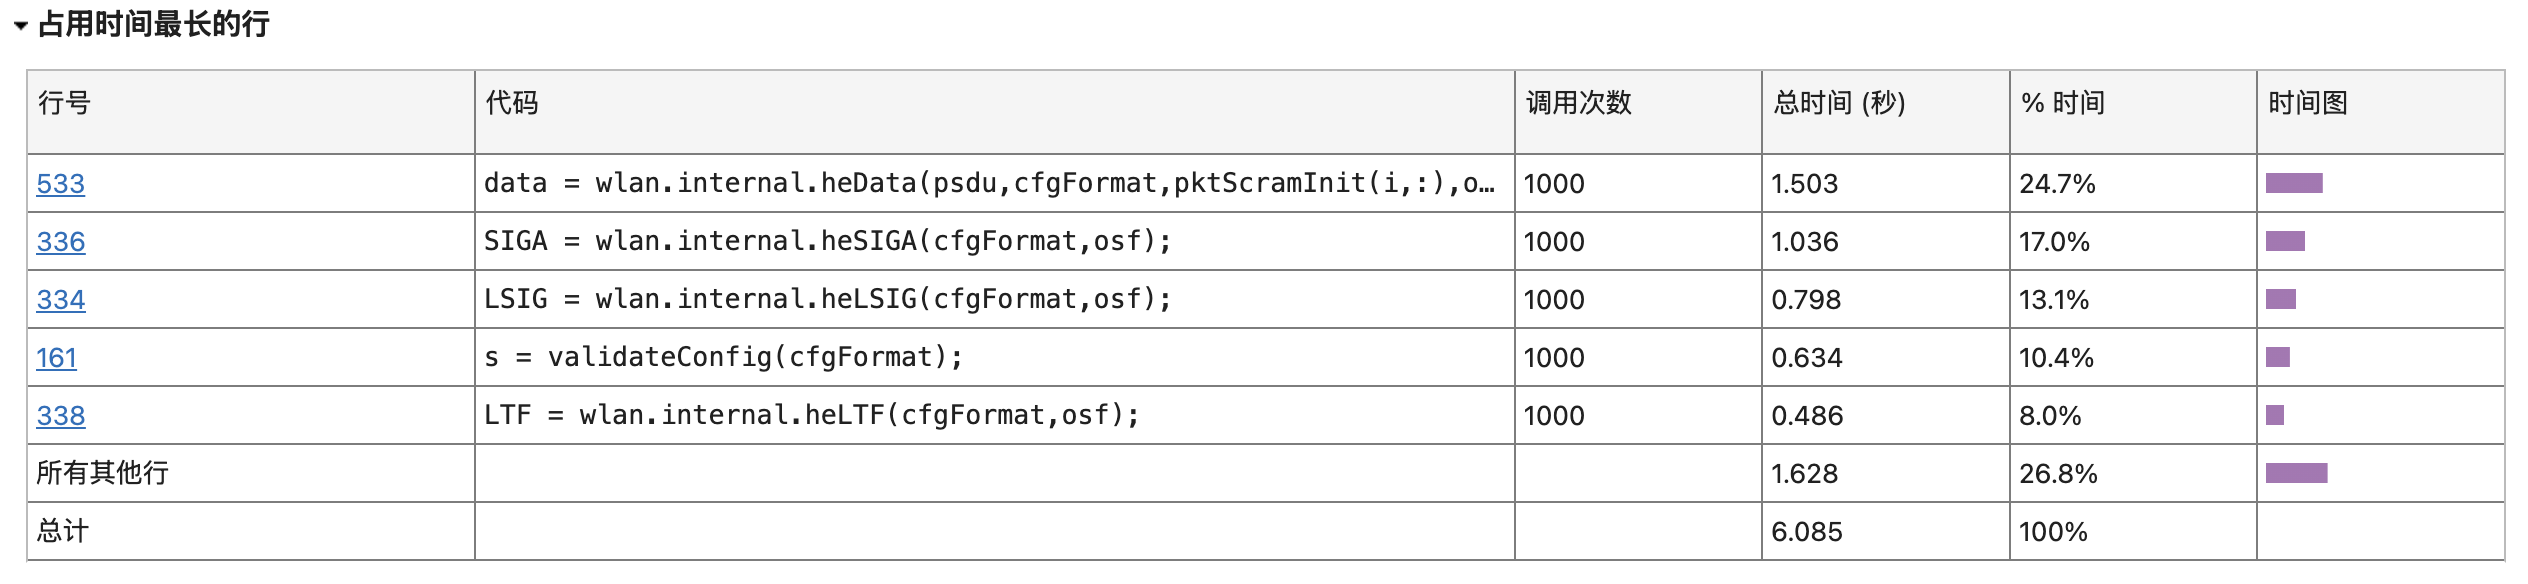 占用时间最长的行
行号 代码 调用次数 总时间 (秒) % 时间 时间图
533 data = wlan.internal.heData(psdu,cfgFormat,pktScramInit(i,:),o… 1000 1.503 24.7%
336 SIGA = wlan.internal.heSIGA(cfgFormat,osf); 1000 1.036 17.0%
334 LSIG = wlan.internal.heLSIG(cfgFormat,osf); 1000 0.798 13.1%
161 s = validateConfig(cfgFormat); 1000 0.634 10.4%
338 LTF = wlan.internal.heLTF(cfgFormat,osf); 1000 0.486 8.0%
所有其他行 1.628 26.8%
总计 6.085 100%